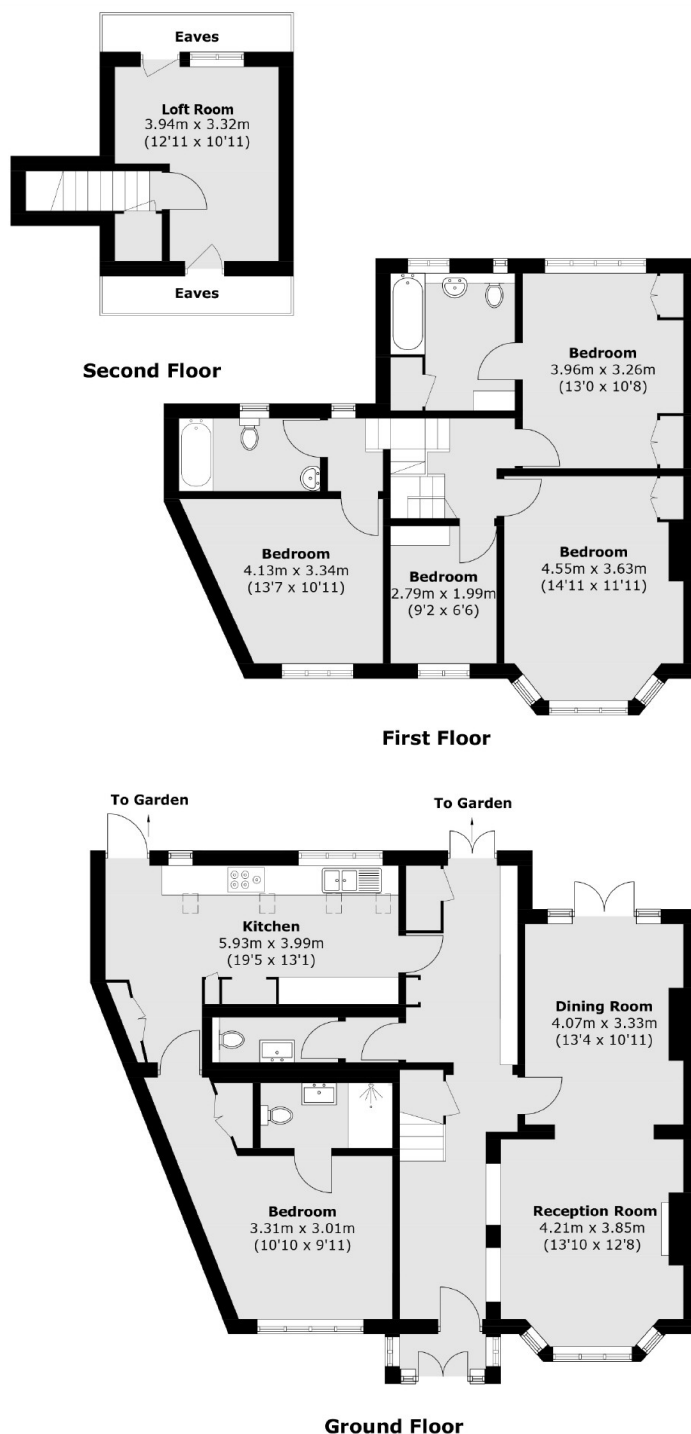 Eaves
Loft Room
3.94m x 3.32m
(12'11 x 10'11)
Eaves
Second Floor
Bedroom
3.96m x 3.26m
(13'0 x 10'8)
Bedroom
4.13m x 3.34m
(13'7 x 10'11)
Bedroom
2.79m x 1.99m
(9'2 x 6'6)
Bedroom
4.55m x 3.63m
(14'11 x 11'11)
First Floor
To Garden
To Garden
Kitchen
5.93m x 3.99m
(19'5 x 13'1)
Dining Room
4.07m x 3.33m
(13'4 x 10'11)
Bedroom
3.31m x 3.01m
(10'10 x 9'11)
Reception Room
4.21m x 3.85m
(13'10 x 12'8)
Ground Floor